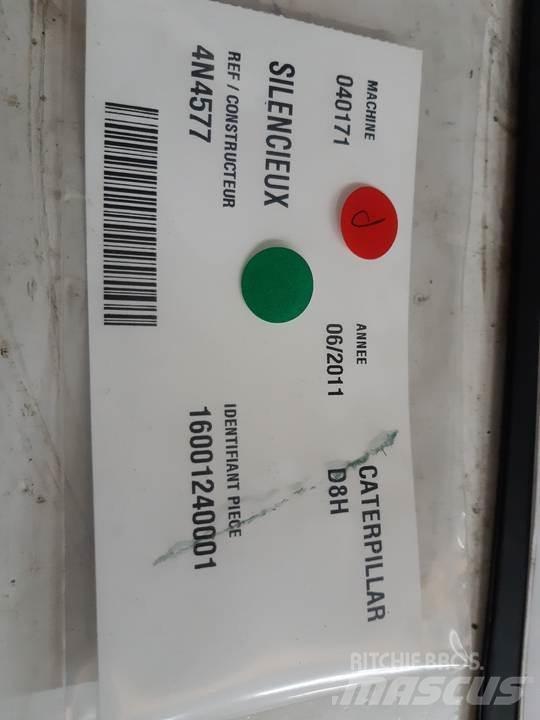 MACHINE
040171
ANNEE
06/2011
CATERPILLAR
D8H
SILENCIEUX
REF / CONSTRUCTEUR
4N4577
IDENTIFIANT PIECE
16001240001
RITCHIE BROS.
MASCUS